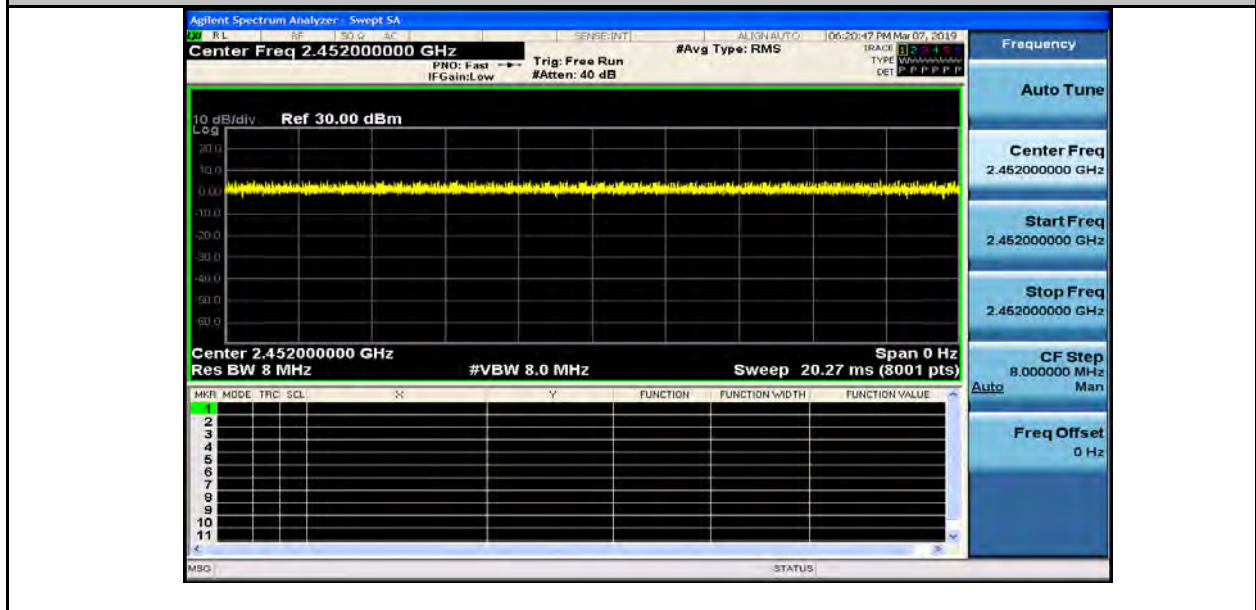 Agilent Spectrum Analyzer - Swept SA
LXI RL RF 50 Ω AC SENSE:INT ALIGN AUTO 06:20:47 PM Mar 07, 2019
Center Freq 2.452000000 GHz
#Avg Type: RMS
TRACE 1 2 3 4 5 6
PNO: Fast
Trig: Free Run
TYPE
IFGain:Low
#Atten: 40 dB
DET P P P P P P
10 dB/div Ref 30.00 dBm
Log
20.0
10.0
0.00
-10.0
-20.0
-30.0
-40.0
-50.0
-60.0
Center 2.452000000 GHz
Span 0 Hz
Res BW 8 MHz
#VBW 8.0 MHz
Sweep 20.27 ms (8001 pts)
MKR MODE TRC SCL X Y FUNCTION FUNCTION WIDTH FUNCTION VALUE
1
2
3
4
5
6
7
8
9
10
11
MSG
STATUS
Frequency
Auto Tune
Center Freq
2.452000000 GHz
Start Freq
2.452000000 GHz
Stop Freq
2.452000000 GHz
CF Step
8.000000 MHz
Auto Man
Freq Offset
0 Hz